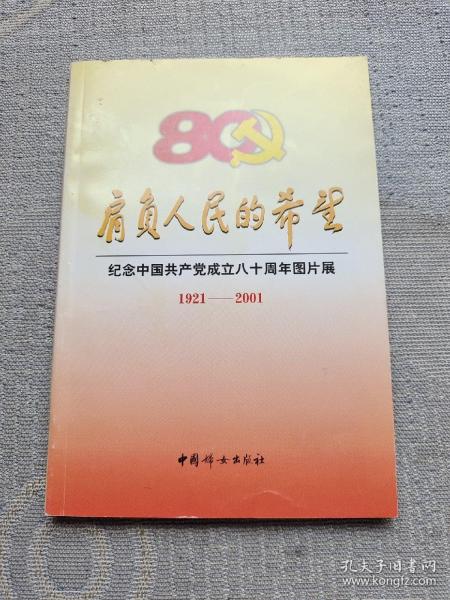 80
肩负人民的希望
纪念中国共产党成立八十周年图片展
1921——2001
中国妇女出版社
孔夫子旧书网
www.kongfz.com